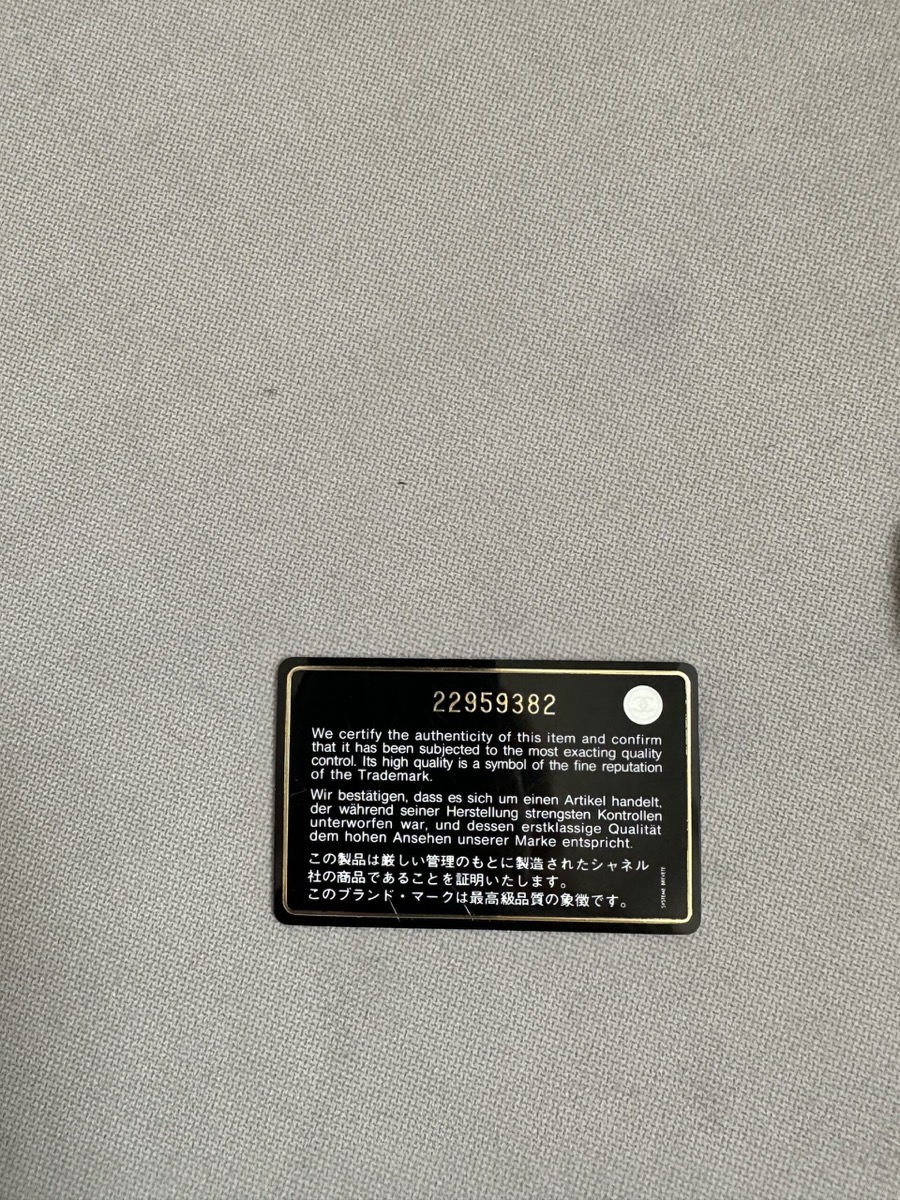 22959382
We certify the authenticity of this item and confirm
that it has been subjected to the most exacting quality
control. Its high quality is a symbol of the fine reputation
of the Trademark.
Wir bestätigen, dass es sich um einen Artikel handelt,
der während seiner Herstellung strengsten Kontrollen
unterworfen war, und dessen erstklassige Qualität
dem hohen Ansehen unserer Marke entspricht.
この製品は厳しい管理のもとに製造されたシャネル
社の商品であることを証明いたします。
このブランド・マークは最高級品質の象徴です。
SYSTEME BREVETE